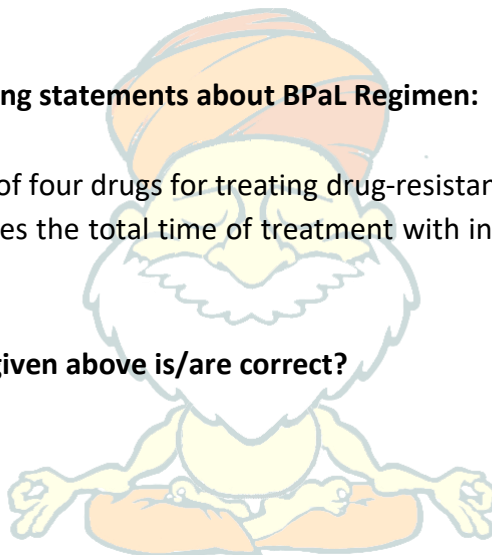 ng statements about BPaL Regimen:
of four drugs for treating drug-resistan
es the total time of treatment with in
given above is/are correct?